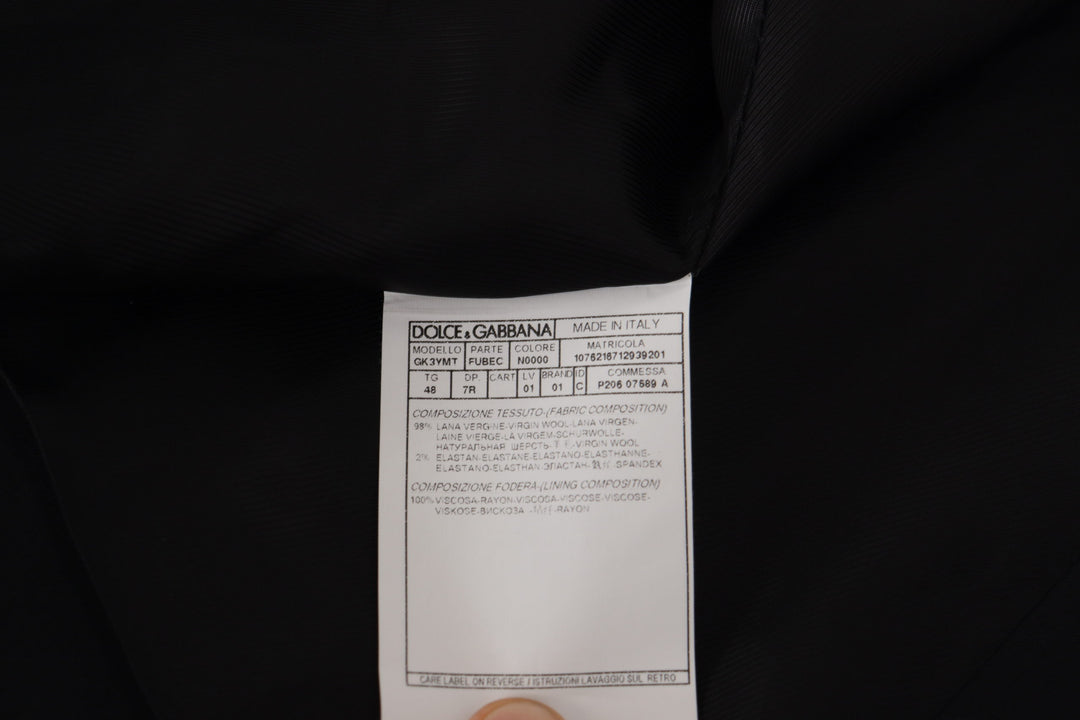 DOLCE & GABBANA MADE IN ITALY
MODELLO PARTE COLORE MATRICOLA
GK3YMT FUBEC N0000 1076216712939201
TG DP. CART LV BRAND ID COMMESSA
48 7R 01 01 C P206 07589 A
COMPOSIZIONE TESSUTO-(FABRIC COMPOSITION)
98% LANA VERGINE-VIRGIN WOOL-LANA VIRGEN-
LAINE VIERGE-LA VIRGEM-SCHURWOLLE-
НАТУРАЛЬНАЯ ШЕРСТЬ- -VIRGIN WOOL
2% ELASTAN-ELASTANE-ELASTANO-ELASTHANNE-
ELASTANO-ELASTHAN ЭЛАСТАН- SPANDEX
COMPOSIZIONE FODERA-(LINING COMPOSITION)
100% VISCOSA-RAYON-VISCOSA-VISCOSE-VISCOSE-
VISKOSE-ВИСКОЗА -RAYON
CARE LABEL ON REVERSE / ISTRUZIONI LAVAGGIO SUL RETRO